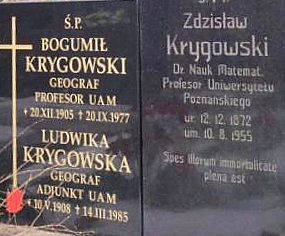 Ś.P.
BOGUMIŁ
KRYGOWSKI
GEOGRAF
PROFESOR UAM
* 20.XII.1905 † 20.IX.1977
LUDWIKA
KRYGOWSKA
GEOGRAF
ADJUNKT UAM
* 10.V.1908 † 14.III.1985
Ś.P.
Zdzisław
Krygowski
Dr. Nauk Matemat.
Profesor Uniwersytetu
Poznańskiego
ur. 12. 12. 1872
um. 10. 8. 1955
Spes illorum immortalitate
plena est